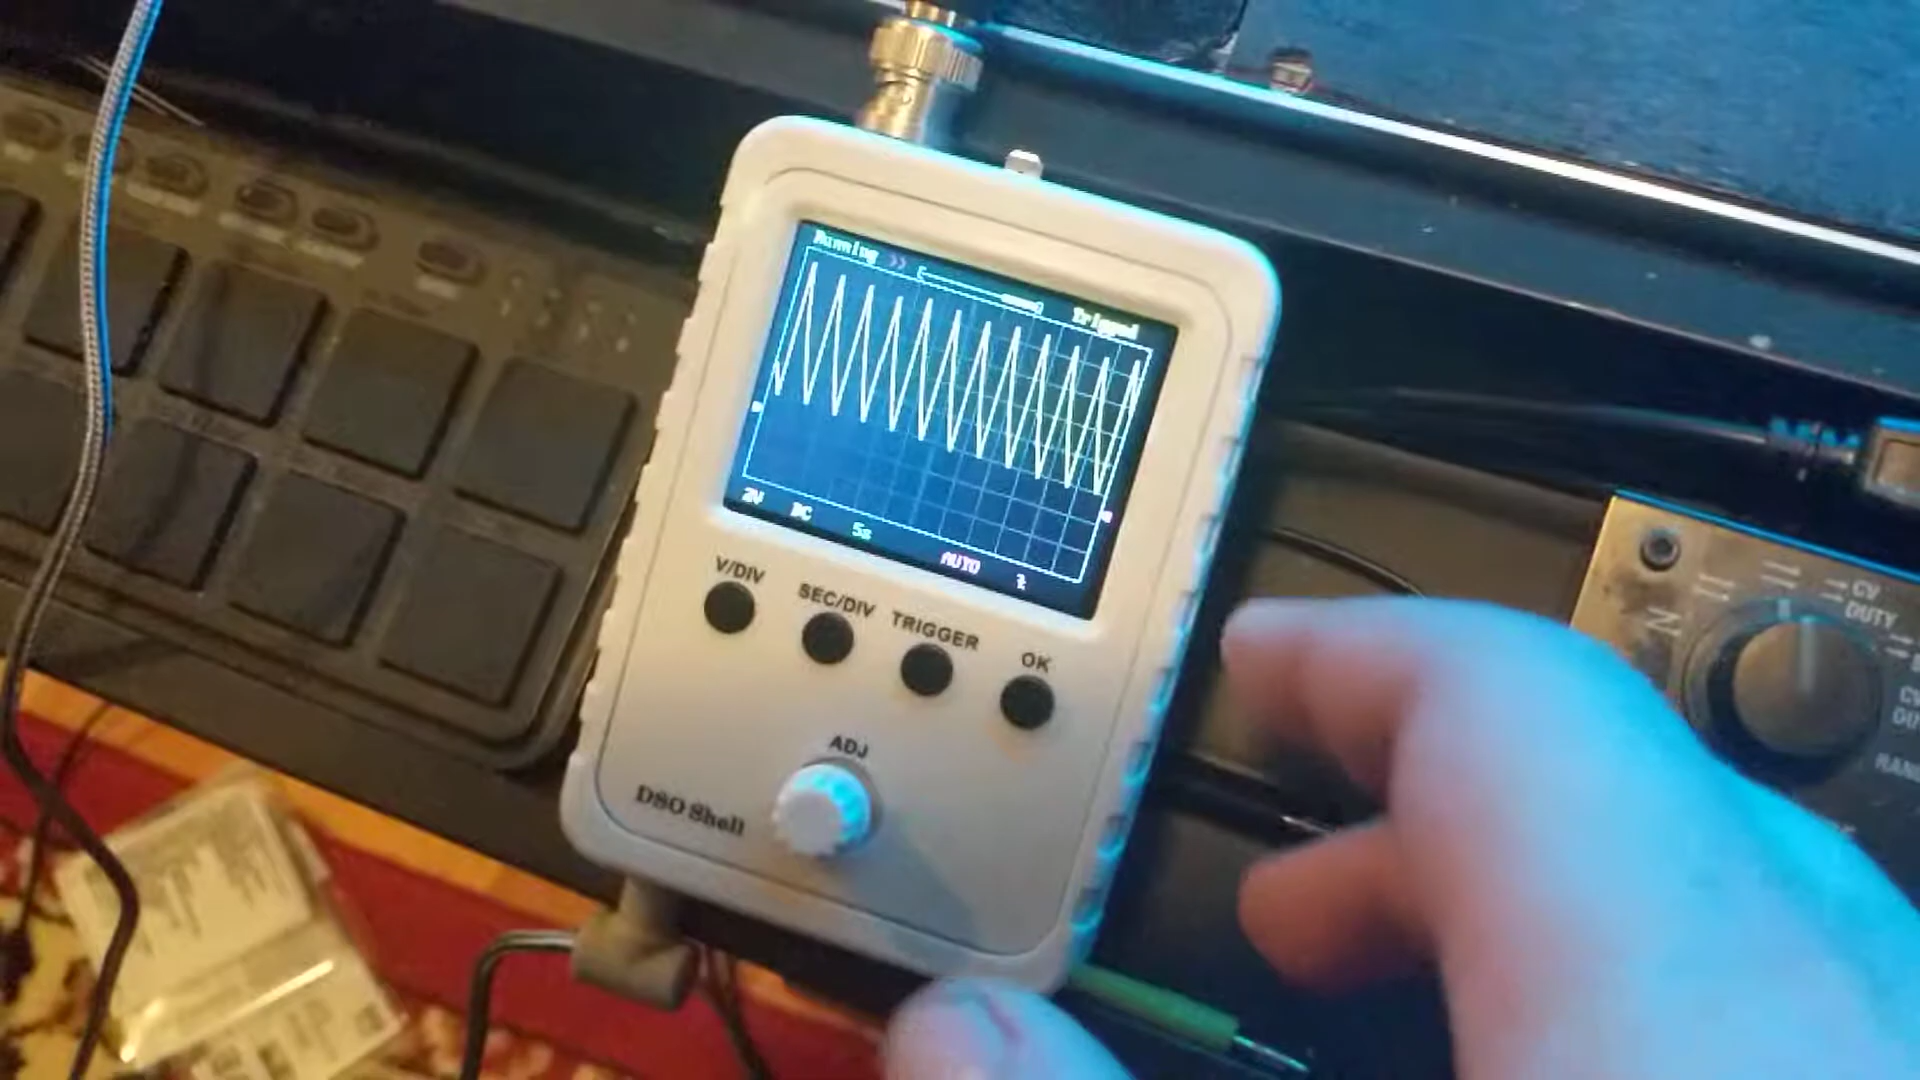 Running >>
Trigged
2V DC 5s AUTO
V/DIV SEC/DIV TRIGGER OK
ADJ
DSO Shell
CV
DUTY